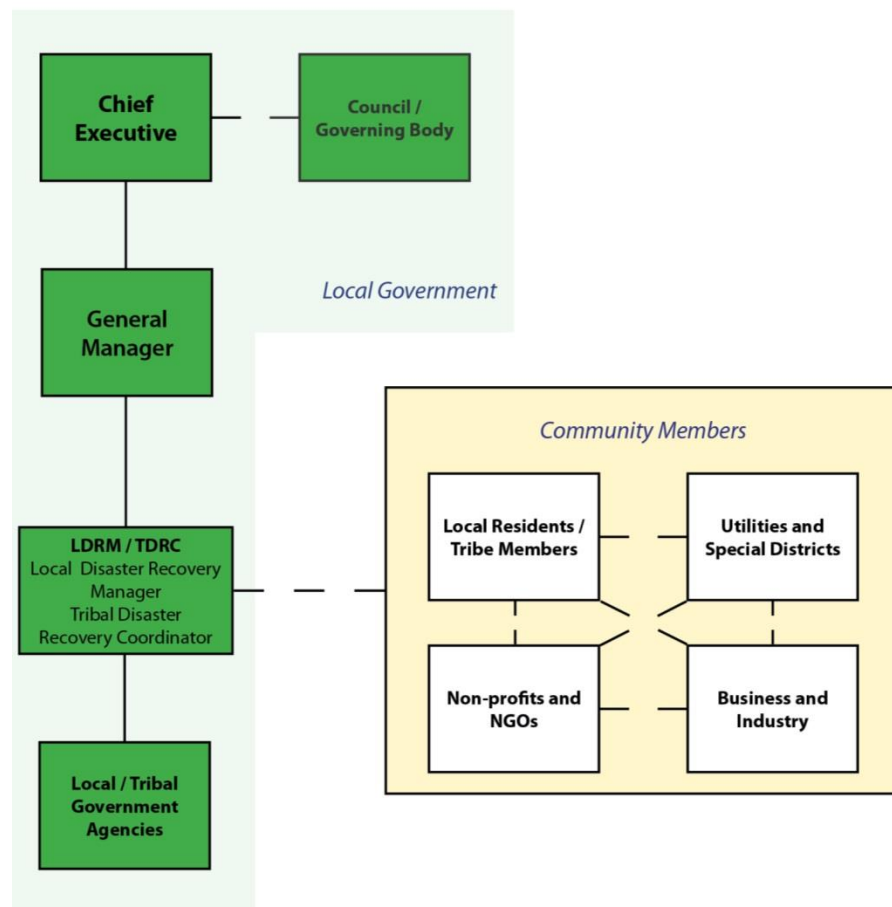 Chief
Executive
Council /
Governing Body
Local Government
General
Manager
Community Members
Local Residents /
Tribe Members
Utilities and
Special Districts
LDRM / TDRC
Local Disaster Recovery
Manager
Tribal Disaster
Recovery Coordinator
Non-profits and
NGOs
Business and
Industry
Local / Tribal
Government
Agencies